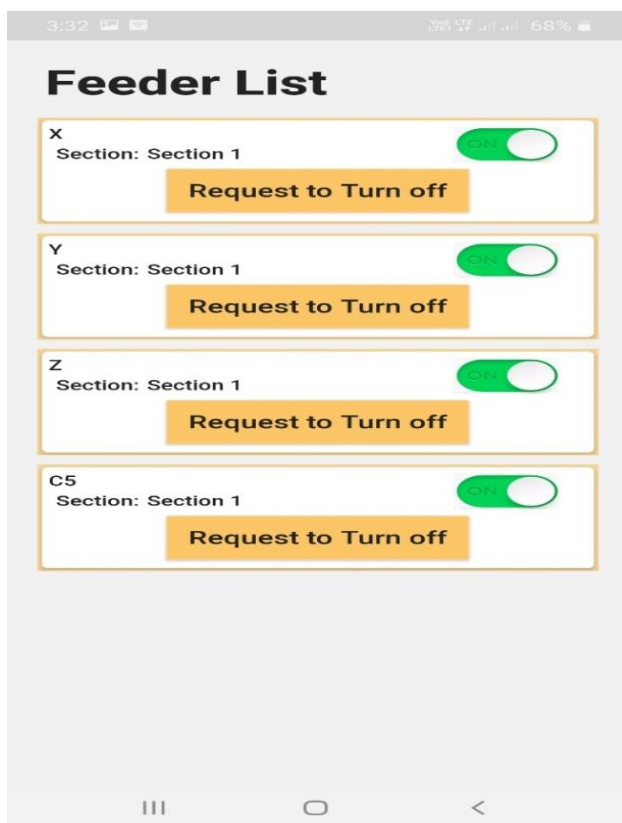 3:32
68%
Feeder List
X
ON
Section: Section 1
Request to Turn off
Y
ON
Section: Section 1
Request to Turn off
Z
ON
Section: Section 1
Request to Turn off
C5
ON
Section: Section 1
Request to Turn off